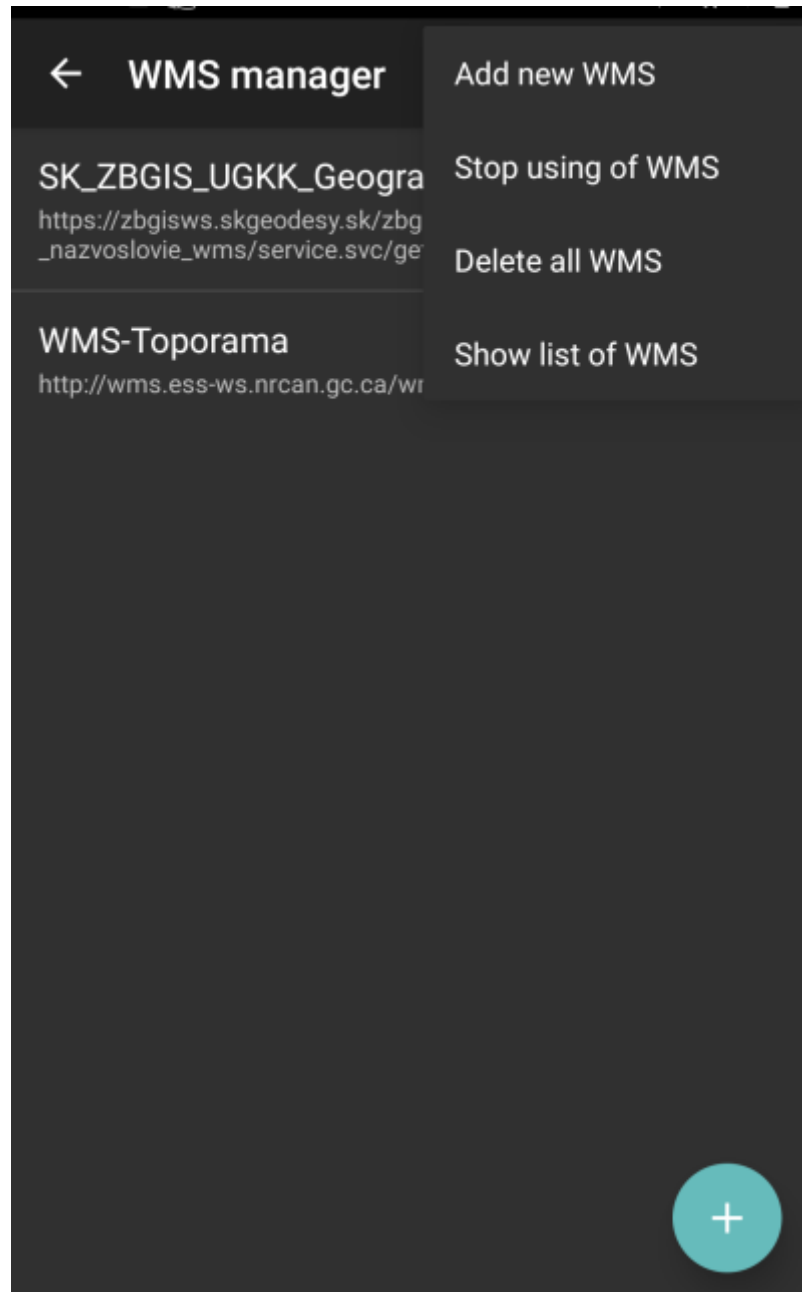 WMS manager
Add new WMS
Stop using of WMS
Delete all WMS
Show list of WMS
SK_ZBGIS_UGKK_Geogra
https://zbgisws.skgeodesy.sk/zbg
_nazvoslovie_wms/service.svc/ge
WMS-Toporama
http://wms.ess-ws.nrcan.gc.ca/w